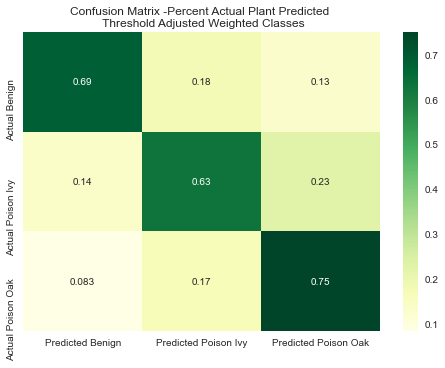 Confusion Matrix -Percent Actual Plant Predicted
Threshold Adjusted Weighted Classes
Actual Benign
0.69 0.18 0.13
Actual Poison Ivy
0.14 0.63 0.23
Actual Poison Oak
0.083 0.17 0.75
Predicted Benign Predicted Poison Ivy Predicted Poison Oak
0.7
0.6
0.5
0.4
0.3
0.2
0.1